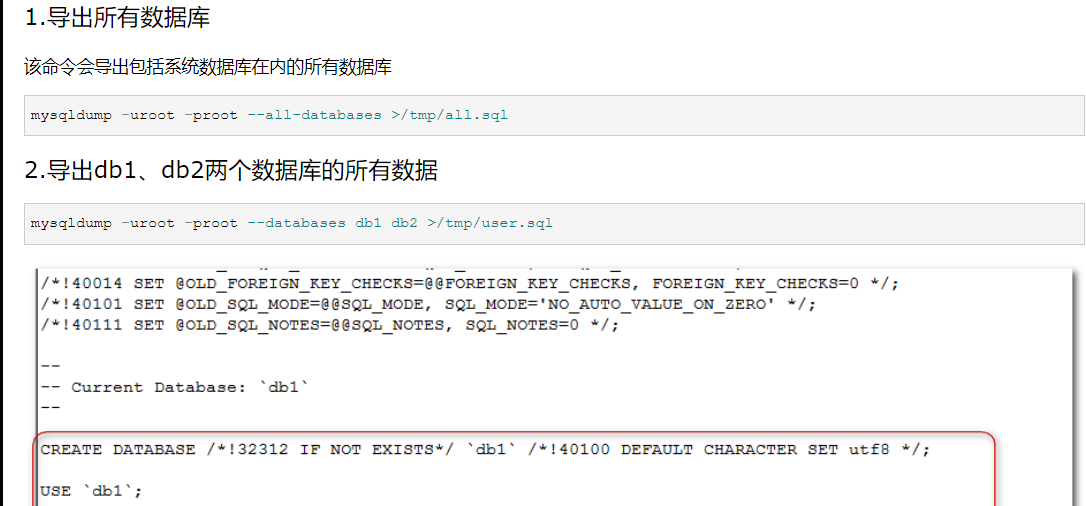 1.导出所有数据库
该命令会导出包括系统数据库在内的所有数据库
mysqldump -uroot -proot --all-databases >/tmp/all.sql
2.导出db1、db2两个数据库的所有数据
mysqldump -uroot -proot --databases db1 db2 >/tmp/user.sql
/*!40014 SET @OLD_FOREIGN_KEY_CHECKS=@@FOREIGN_KEY_CHECKS, FOREIGN_KEY_CHECKS=0 */;
/*!40101 SET @OLD_SQL_MODE=@@SQL_MODE, SQL_MODE='NO_AUTO_VALUE_ON_ZERO' */;
/*!40111 SET @OLD_SQL_NOTES=@@SQL_NOTES, SQL_NOTES=0 */;
--
-- Current Database: `db1`
--
CREATE DATABASE /*!32312 IF NOT EXISTS*/ `db1` /*!40100 DEFAULT CHARACTER SET utf8 */;
USE `db1`;